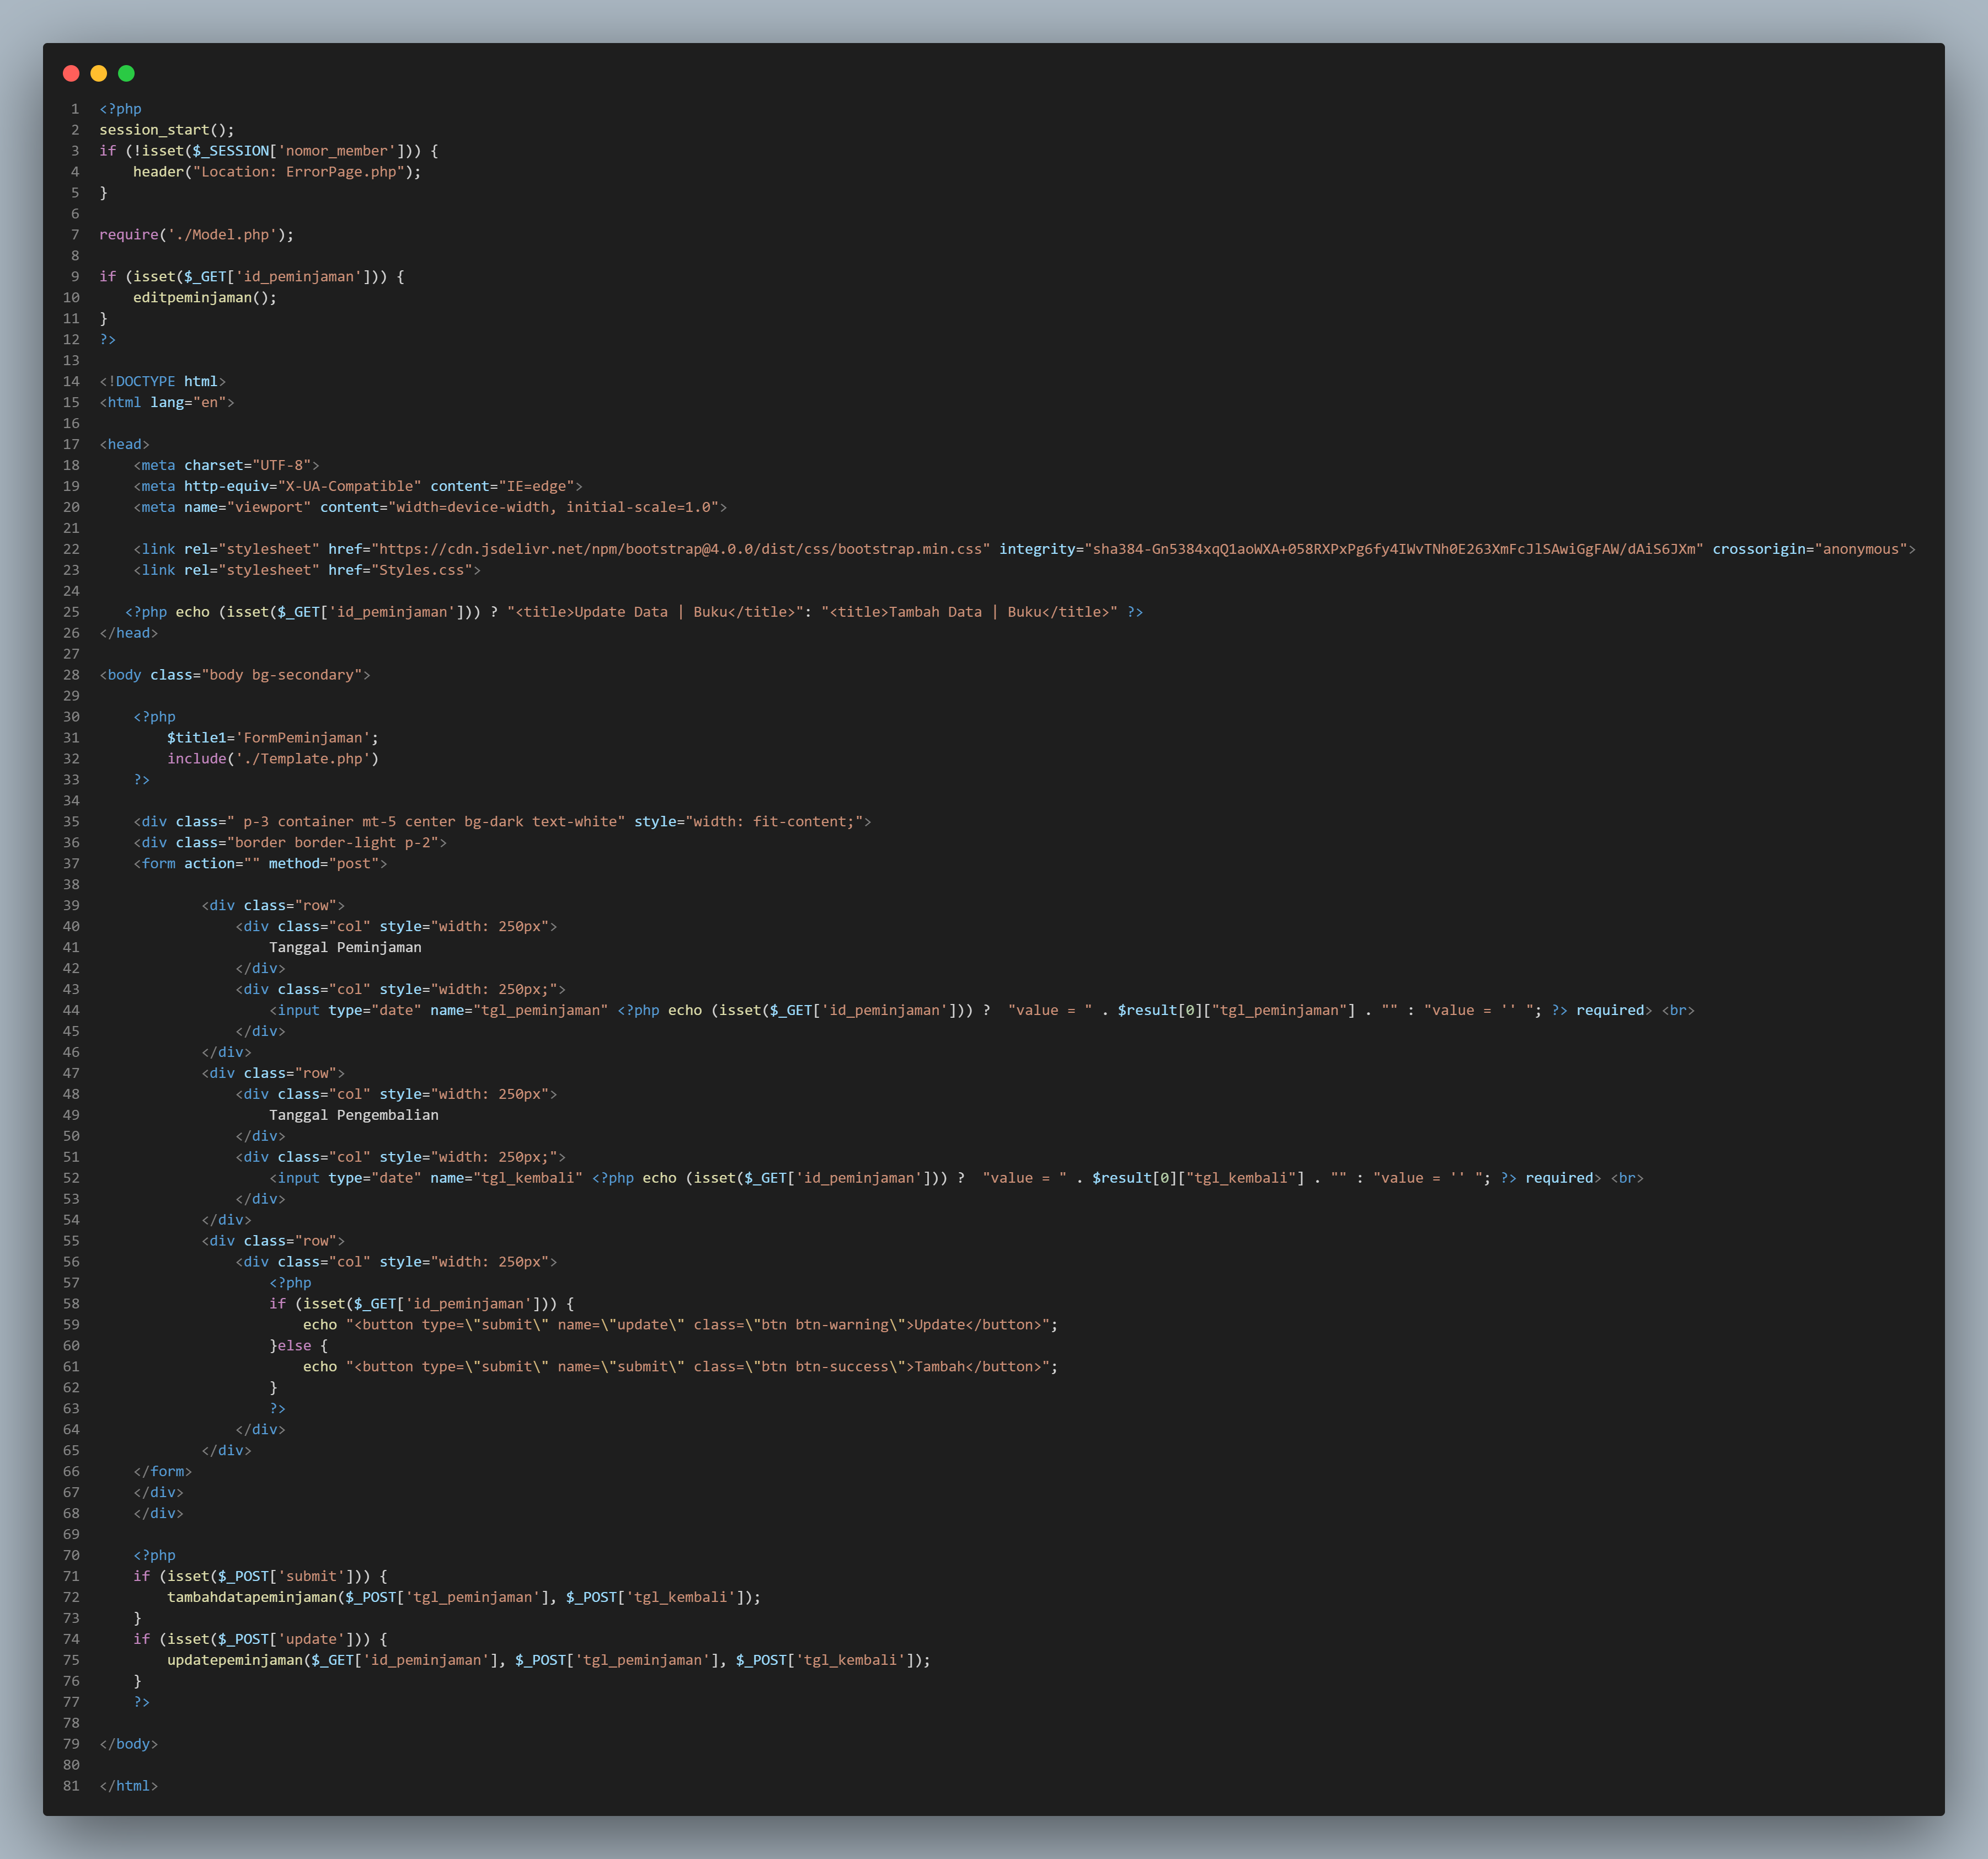 1 <?php
2 session_start();
3 if (!isset($_SESSION['nomor_member'])) {
4     header("Location: ErrorPage.php");
5 }
6
7 require('./Model.php');
8
9 if (isset($_GET['id_peminjaman'])) {
10     editpeminjaman();
11 }
12 ?>
13
14 <!DOCTYPE html>
15 <html lang="en">
16
17 <head>
18     <meta charset="UTF-8">
19     <meta http-equiv="X-UA-Compatible" content="IE=edge">
20     <meta name="viewport" content="width=device-width, initial-scale=1.0">
21
22     <link rel="stylesheet" href="https://cdn.jsdelivr.net/npm/bootstrap@4.0.0/dist/css/bootstrap.min.css" integrity="sha384-Gn5384xqQ1aoWXA+058RXPxPg6fy4IWvTNh0E263XmFcJlSAwiGgFAW/dAiS6JXm" crossorigin="anonymous">
23     <link rel="stylesheet" href="Styles.css">
24
25    <?php echo (isset($_GET['id_peminjaman'])) ? "<title>Update Data | Buku</title>": "<title>Tambah Data | Buku</title>" ?>
26 </head>
27
28 <body class="body bg-secondary">
29
30     <?php
31         $title1='FormPeminjaman';
32         include('./Template.php')
33     ?>
34
35     <div class=" p-3 container mt-5 center bg-dark text-white" style="width: fit-content;">
36     <div class="border border-light p-2">
37     <form action="" method="post">
38
39             <div class="row">
40                 <div class="col" style="width: 250px">
41                     Tanggal Peminjaman
42                 </div>
43                 <div class="col" style="width: 250px;">
44                     <input type="date" name="tgl_peminjaman" <?php echo (isset($_GET['id_peminjaman'])) ?  "value = " . $result[0]["tgl_peminjaman"] . "" : "value = '' "; ?> required> <br>
45                 </div>
46             </div>
47             <div class="row">
48                 <div class="col" style="width: 250px">
49                     Tanggal Pengembalian
50                 </div>
51                 <div class="col" style="width: 250px;">
52                     <input type="date" name="tgl_kembali" <?php echo (isset($_GET['id_peminjaman'])) ?  "value = " . $result[0]["tgl_kembali"] . "" : "value = '' "; ?> required> <br>
53                 </div>
54             </div>
55             <div class="row">
56                 <div class="col" style="width: 250px">
57                     <?php
58                     if (isset($_GET['id_peminjaman'])) {
59                         echo "<button type=\"submit\" name=\"update\" class=\"btn btn-warning\">Update</button>";
60                     }else {
61                         echo "<button type=\"submit\" name=\"submit\" class=\"btn btn-success\">Tambah</button>";
62                     }
63                     ?>
64                 </div>
65             </div>
66     </form>
67     </div>
68     </div>
69
70     <?php
71     if (isset($_POST['submit'])) {
72         tambahdatapeminjaman($_POST['tgl_peminjaman'], $_POST['tgl_kembali']);
73     }
74     if (isset($_POST['update'])) {
75         updatepeminjaman($_GET['id_peminjaman'], $_POST['tgl_peminjaman'], $_POST['tgl_kembali']);
76     }
77     ?>
78
79 </body>
80
81 </html>